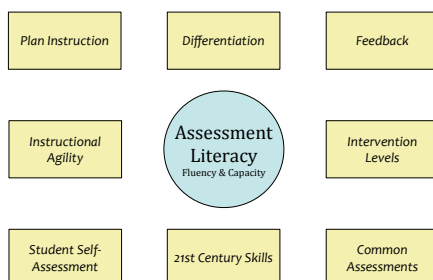 Plan Instruction
Differentiation
Feedback
Instructional
Agility
Assessment
Literacy
Fluency & Capacity
Intervention
Levels
Student Self-
Assessment
21st Century Skills
Common
Assessments